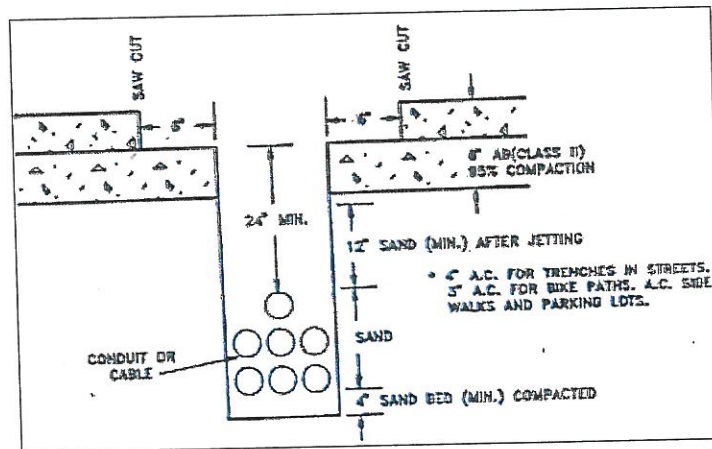 SAW CUT
SAW CUT
6"
6"
6" AB(CLASS II)
95% COMPACTION
24" MIN.
12" SAND (MIN.) AFTER JETTING
• 4" A.C. FOR TRENCHES IN STREETS.
3" A.C. FOR BIKE PATHS. A.C. SIDE
WALKS AND PARKING LOTS.
SAND
CONDUIT OR
CABLE
4" SAND BED (MIN.) COMPACTED